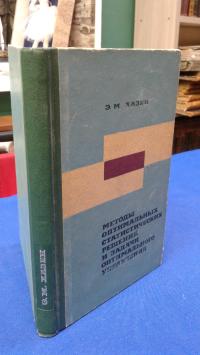 Э. М. ХАЗЕН
МЕТОДЫ
ОПТИМАЛЬНЫХ
СТАТИСТИЧЕСКИХ
РЕШЕНИЙ
И ЗАДАЧИ
ОПТИМАЛЬНОГО
УПРАВЛЕНИЯ
Э. М. ХАЗЕН